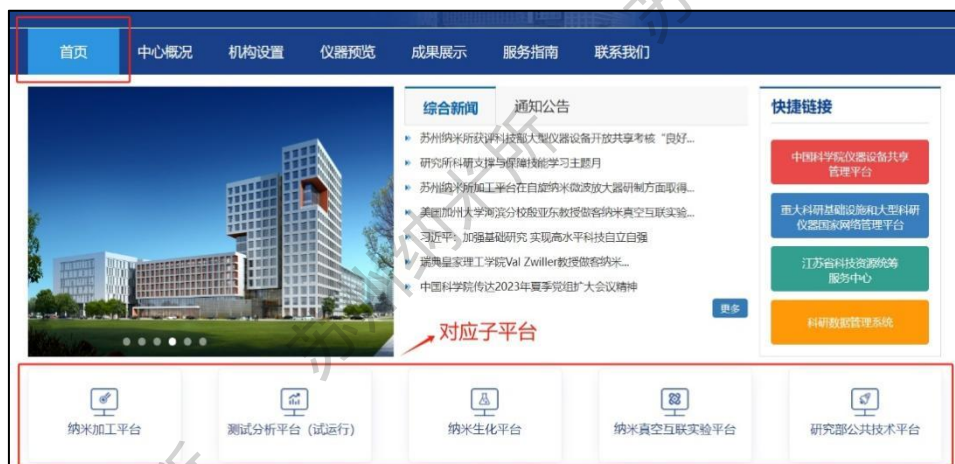 首页 中心概况 机构设置 仪器预览 成果展示 服务指南 联系我们
综合新闻 通知公告
苏州纳米所获评科技部大型仪器设备开放共享考核“良好...
研究所科研支撑与保障技能学习主题月
苏州纳米所加工平台在自旋纳米微波放大器研制方面取得...
美国加州大学河滨分校殷亚东教授做客纳米真空互联实验...
习近平：加强基础研究 实现高水平科技自立自强
瑞典皇家理工学院Val Zwiller教授做客纳米...
中国科学院传达2023年夏季党组扩大会议精神
更多
快捷链接
中国科学院仪器设备共享
管理平台
重大科研基础设施和大型科研
仪器国家网络管理平台
江苏省科技资源统筹
服务中心
科研数据管理系统
对应子平台
纳米加工平台 测试分析平台（试运行） 纳米生化平台 纳米真空互联实验平台 研究部公共技术平台
苏州纳米所